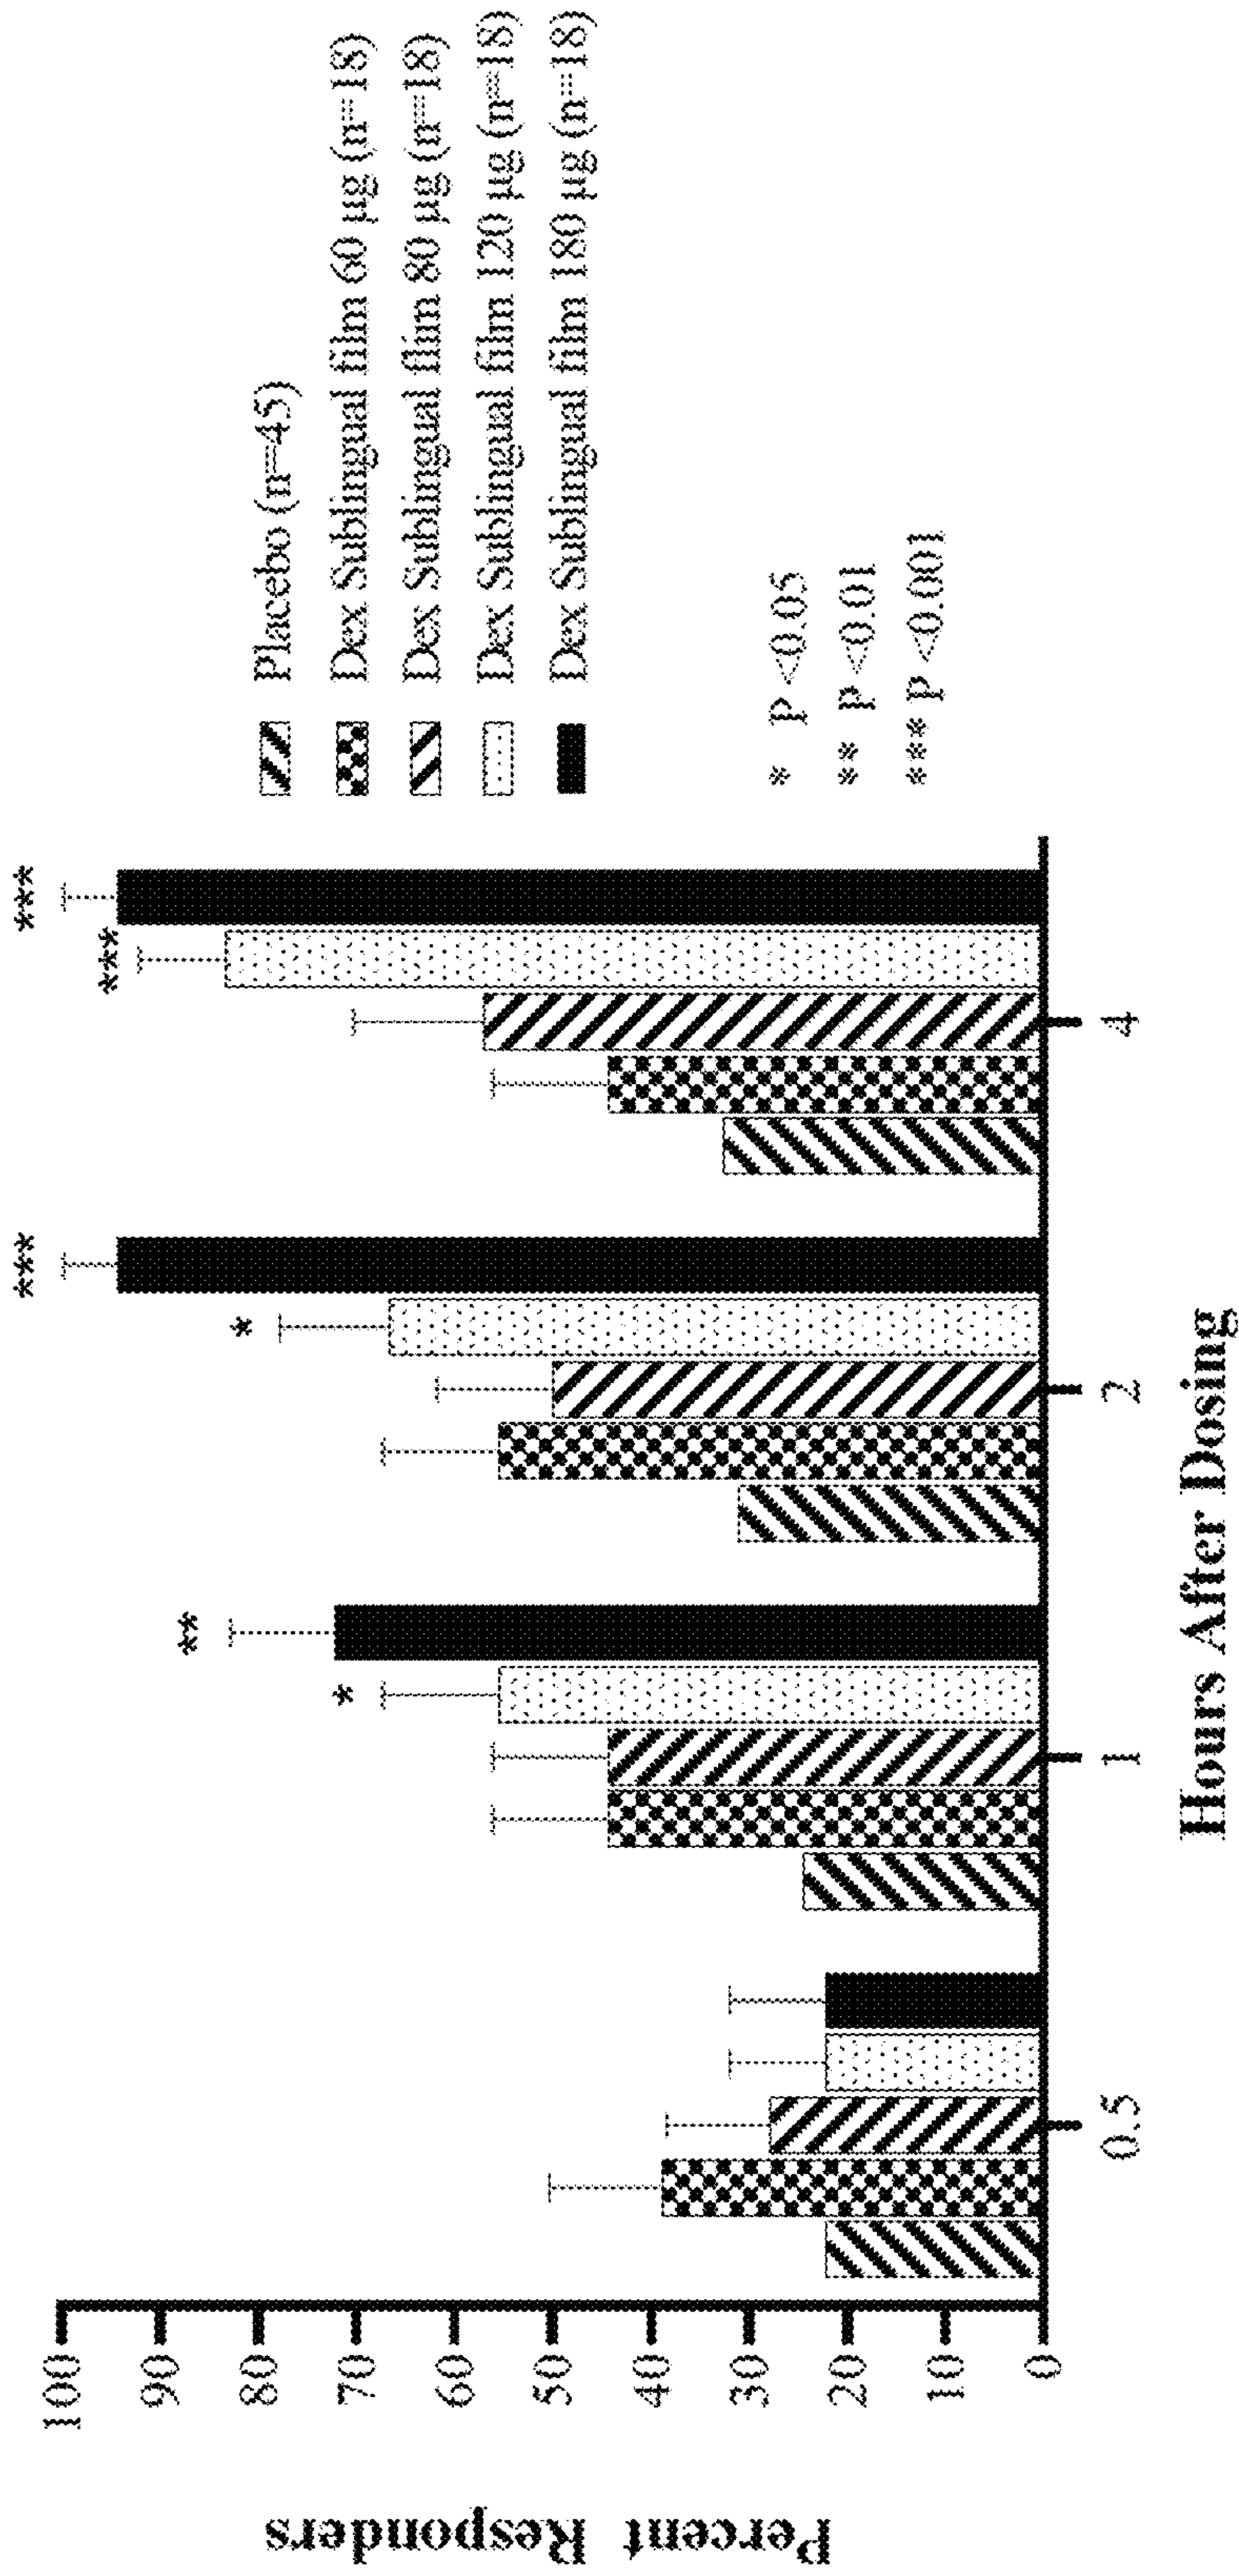 Placebo (n=45)
Dex Sublingual film 60 µg (n=18)
Dex Sublingual flim 80 µg (n=18)
Dex Sublingual film 120 µg (n=18)
Dex Sublingual film 180 µg (n=18)
* P <0.05
** P <0.01
*** P <0.001
Percent Responders
100
90
80
70
60
50
40
30
20
10
0
*
**
*
***
***
***
0.5
1
2
4
Hours After Dosing